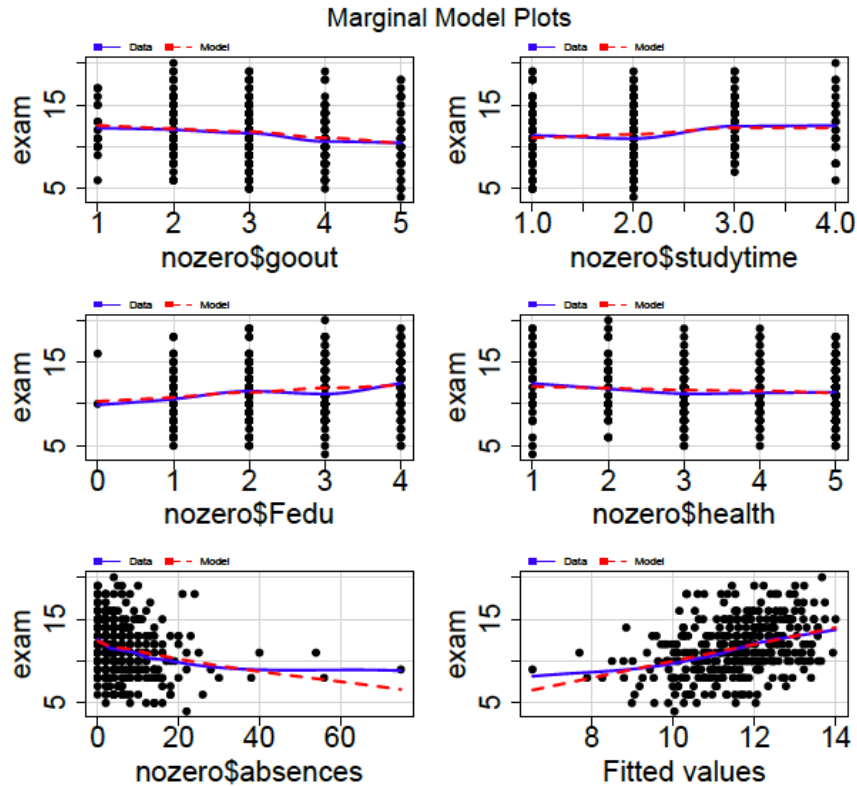 Marginal Model Plots
Data Model
exam
15
5
1 2 3 4 5
nozero$goout
Data Model
exam
15
5
1.0 2.0 3.0 4.0
nozero$studytime
Data Model
exam
15
5
0 1 2 3 4
nozero$Fedu
Data Model
exam
15
5
1 2 3 4 5
nozero$health
Data Model
exam
15
5
0 20 40 60
nozero$absences
Data Model
exam
15
5
8 10 12 14
Fitted values